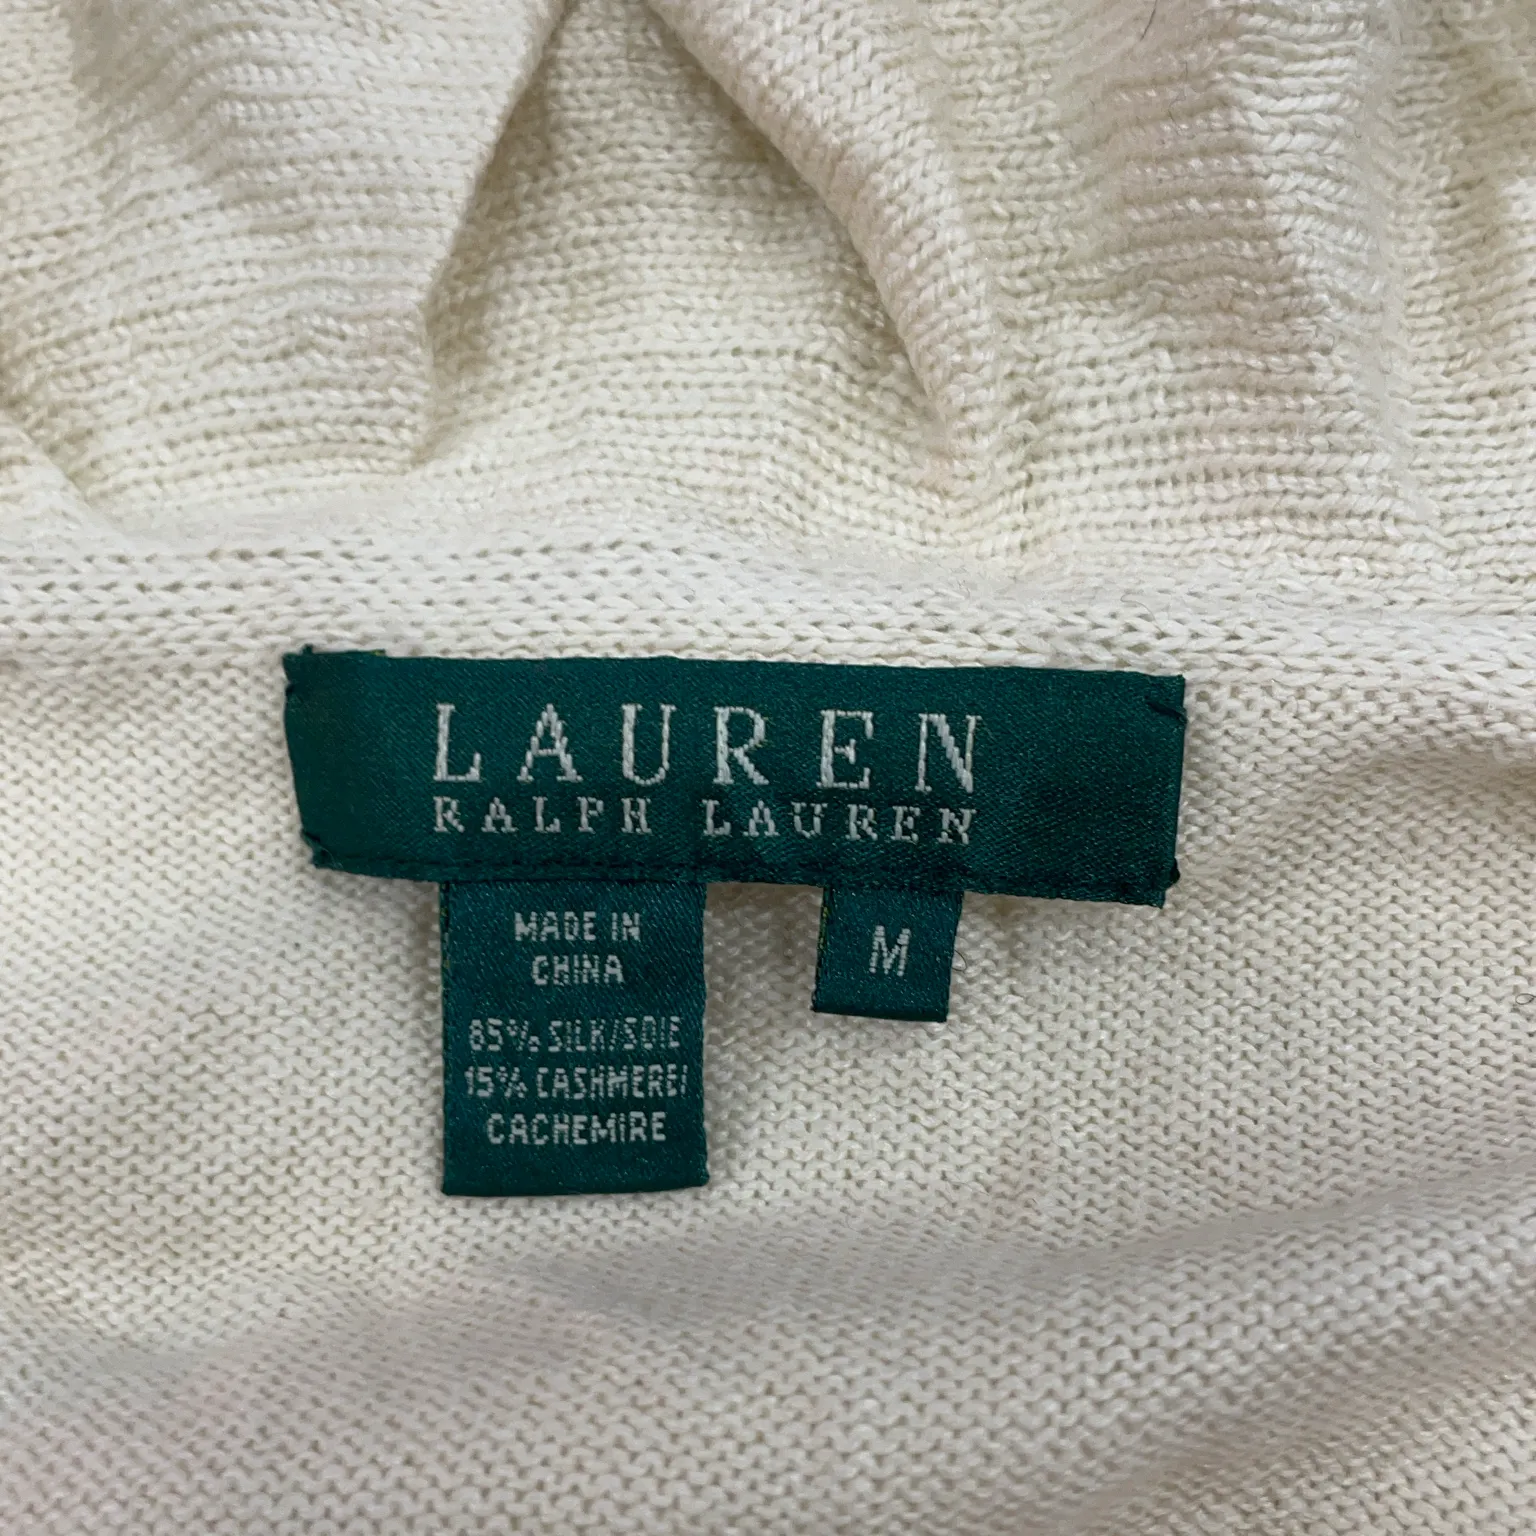 LAUREN
RALPH LAUREN
MADE IN
CHINA
85% SILK/SOIE
15% CASHMERE/
CACHEMIRE
M